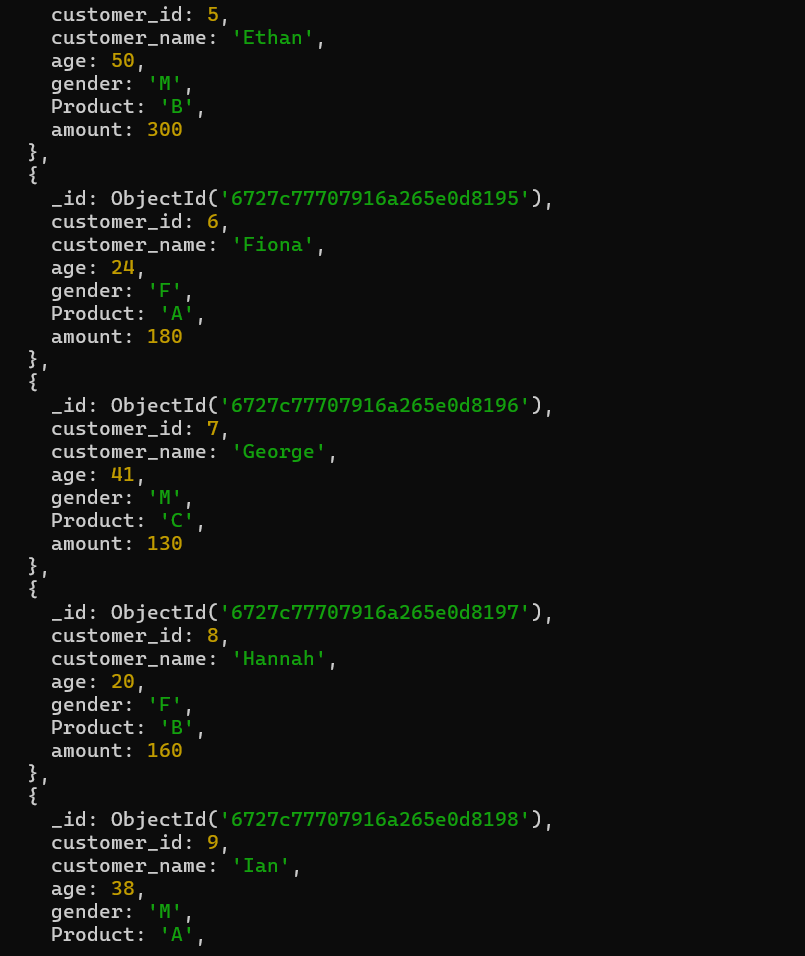 customer_id: 5,
customer_name: 'Ethan',
age: 50,
gender: 'M',
Product: 'B',
amount: 300
},
{
_id: ObjectId('6727c77707916a265e0d8195'),
customer_id: 6,
customer_name: 'Fiona',
age: 24,
gender: 'F',
Product: 'A',
amount: 180
},
{
_id: ObjectId('6727c77707916a265e0d8196'),
customer_id: 7,
customer_name: 'George',
age: 41,
gender: 'M',
Product: 'C',
amount: 130
},
{
_id: ObjectId('6727c77707916a265e0d8197'),
customer_id: 8,
customer_name: 'Hannah',
age: 20,
gender: 'F',
Product: 'B',
amount: 160
},
{
_id: ObjectId('6727c77707916a265e0d8198'),
customer_id: 9,
customer_name: 'Ian',
age: 38,
gender: 'M',
Product: 'A',